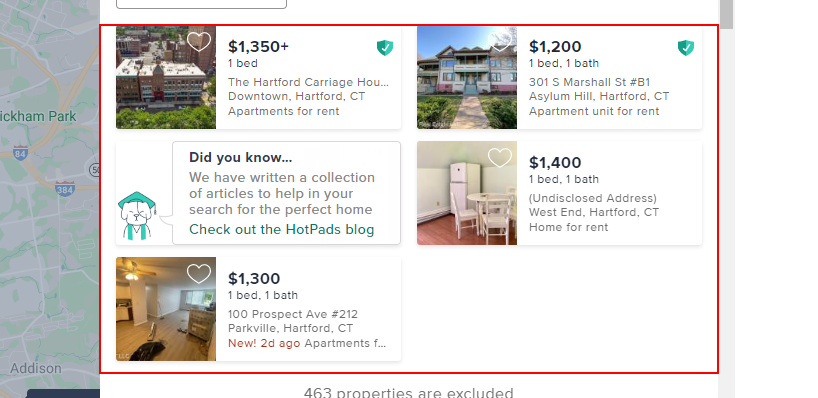 ickham Park
84
384
Addison
$1,350+
1 bed
The Hartford Carriage Hou...
Downtown, Hartford, CT
Apartments for rent
$1,200
1 bed, 1 bath
301 S Marshall St #B1
Asylum Hill, Hartford, CT
Apartment unit for rent
Did you know...
We have written a collection
of articles to help in your
search for the perfect home
Check out the HotPads blog
$1,400
1 bed, 1 bath
(Undisclosed Address)
West End, Hartford, CT
Home for rent
$1,300
1 bed, 1 bath
100 Prospect Ave #212
Parkville, Hartford, CT
New! 2d ago Apartments f...
463 properties are excluded